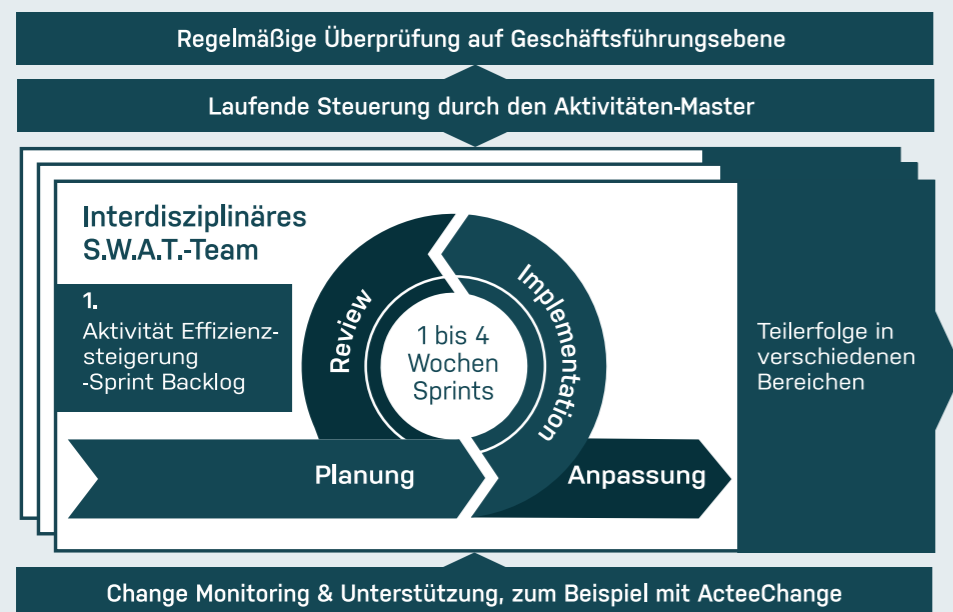 Regelmäßige Überprüfung auf Geschäftsführungsebene
Laufende Steuerung durch den Aktivitäten-Master
Interdisziplinäres
S.W.A.T.-Team
1.
Aktivität Effizienz-
steigerung
-Sprint Backlog
Review
Implementation
1 bis 4
Wochen
Sprints
Planung
Anpassung
Teilerfolge in
verschiedenen
Bereichen
Change Monitoring & Unterstützung, zum Beispiel mit ActeeChange